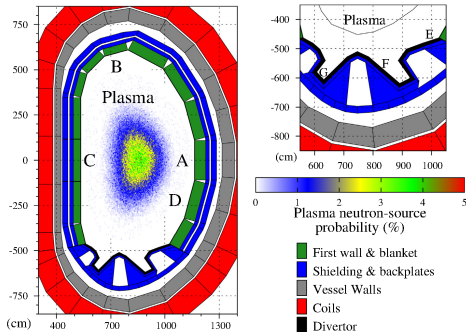 750
500
250
0
-250
-500
-750
(cm)
400
700
1000
1300
B
Plasma
C
A
D
-400
-500
-600
-700
-800
(cm)
600
700
800
900
1000
Plasma
E
F
G
0
1
2
3
4
5
Plasma neutron-source
probability (%)
First wall & blanket
Shielding & backplates
Vessel Walls
Coils
Divertor